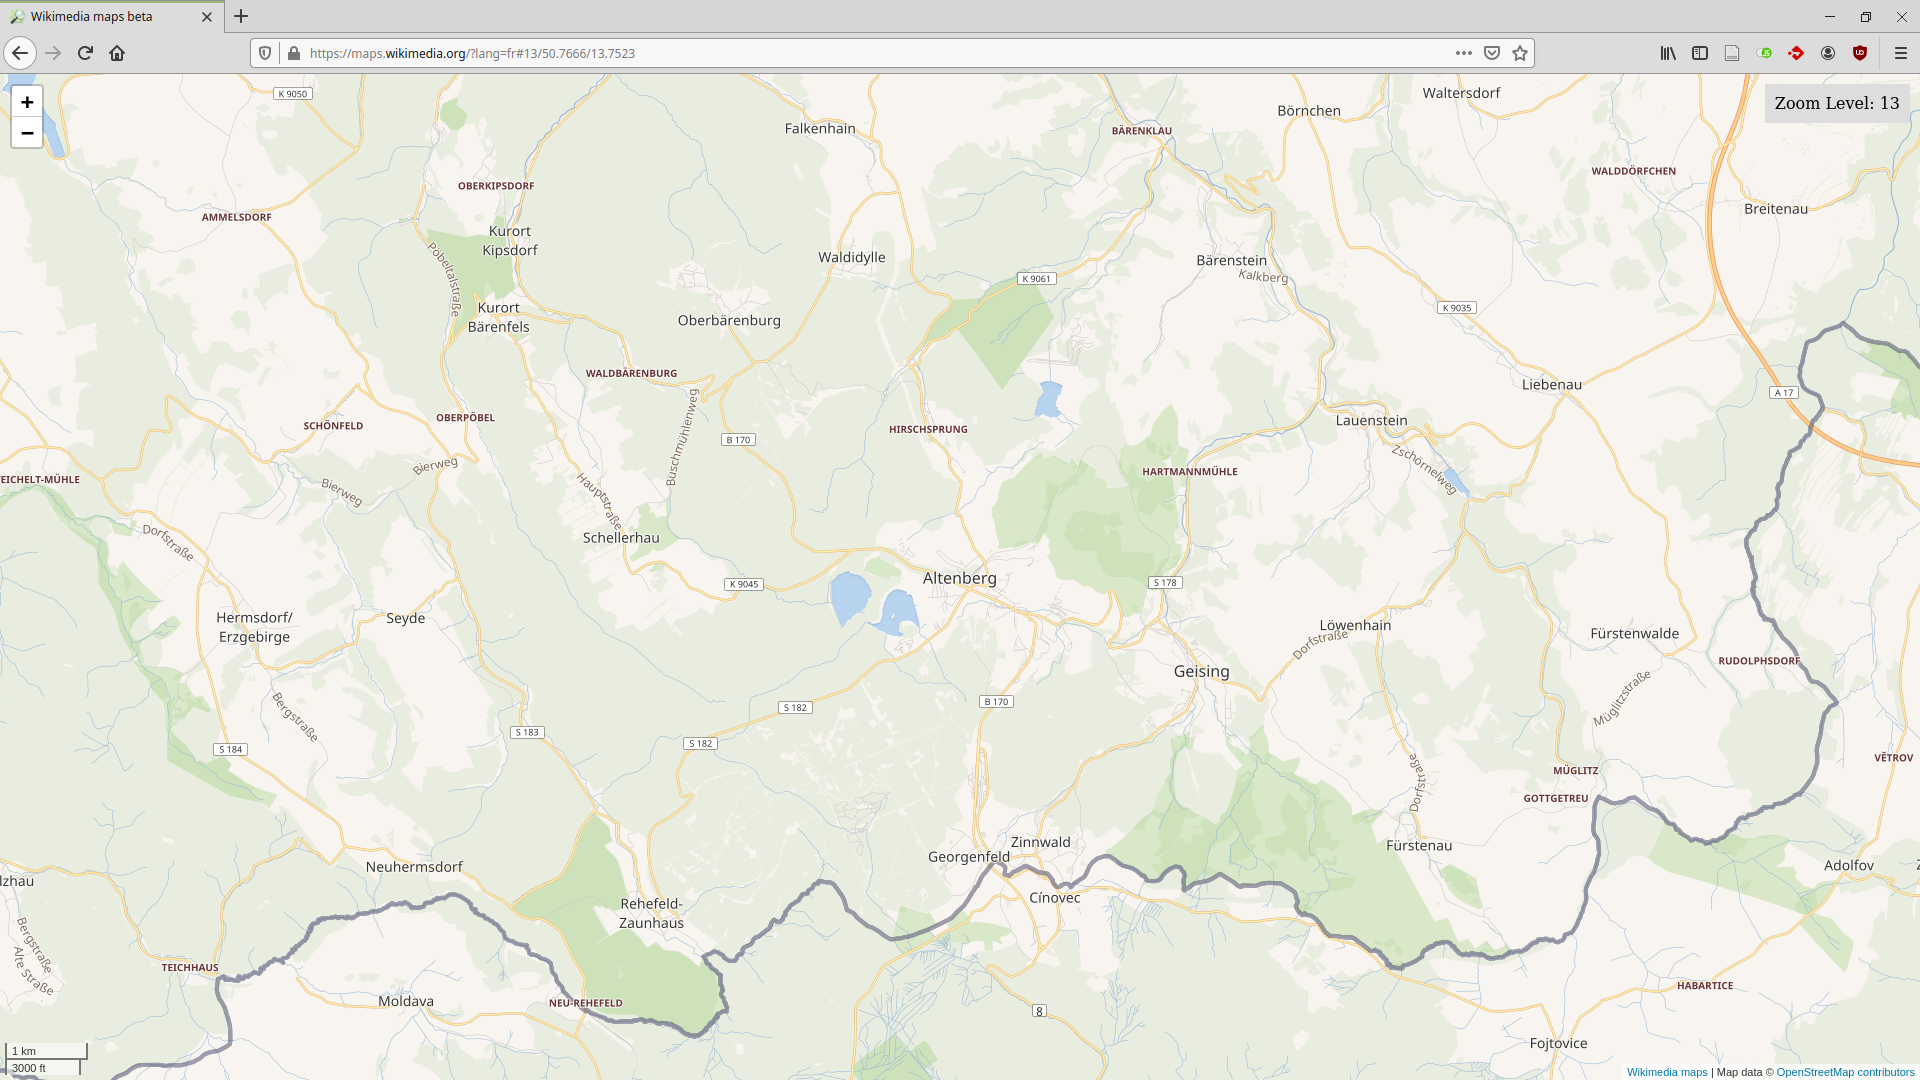 Wikimedia maps beta
https://maps.wikimedia.org/?lang=fr#13/50.7666/13.7523
+
−
Zoom Level: 13
K 9050
Falkenhain
BÄRENKLAU
Börnchen
Waltersdorf
WALDDÖRFCHEN
Breitenau
OBERKIPSDORF
AMMELSDORF
Kurort
Kipsdorf
Pöbeltalstraße
Waldidylle
Bärenstein
Kalkberg
K 9061
K 9035
Kurort
Bärenfels
Oberbärenburg
WALDBÄRENBURG
Liebenau
A 17
SCHÖNFELD
OBERPÖBEL
Buschmühlenweg
B 170
HIRSCHSPRUNG
Lauenstein
Zschörnelweg
HARTMANNMÜHLE
EICHELT-MÜHLE
Bierweg
Bierweg
Hauptstraße
Dorfstraße
Schellerhau
K 9045
Altenberg
S 178
Hermsdorf/
Erzgebirge
Seyde
Löwenhain
Dorfstraße
Fürstenwalde
RUDOLPHSDORF
Geising
Müglitzstraße
Bergstraße
S 182
B 170
S 183
S 182
S 184
VĚTROV
MÜGLITZ
Dorfstraße
GOTTGETREU
Zinnwald
Georgenfeld
Fürstenau
Neuhermsdorf
Adolfov
lzhau
Rehefeld-
Zaunhaus
Cínovec
Bergstraße
Alte Straße
TEICHHAUS
HABARTICE
Moldava
NEU-REHEFELD
8
Fojtovice
1 km
3000 ft
Wikimedia maps | Map data © OpenStreetMap contributors